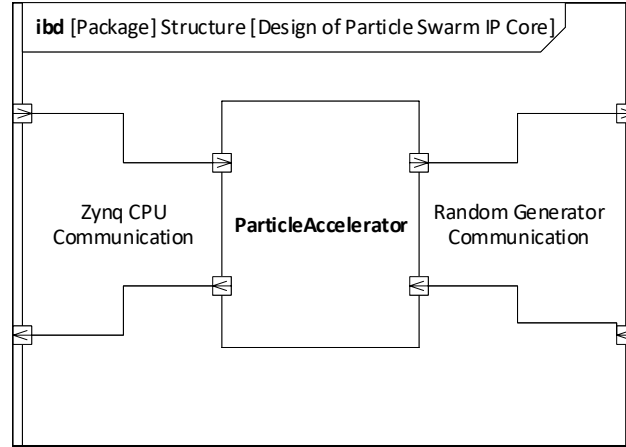 ibd [Package] Structure [Design of Particle Swarm IP Core]
Zynq CPU
Communication
ParticleAccelerator
Random Generator
Communication